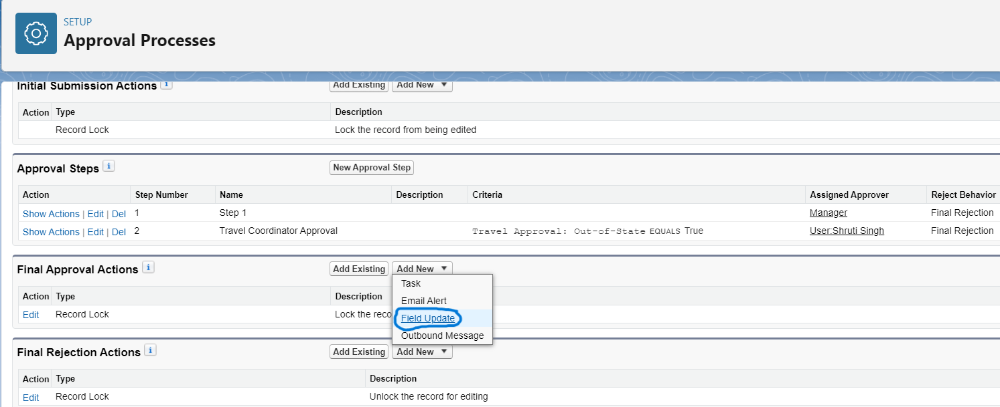 SETUP
Approval Processes
Initial Submission Actions i Add Existing Add New
Action Type Description
Record Lock Lock the record from being edited
Approval Steps i New Approval Step
Action Step Number Name Description Criteria Assigned Approver Reject Behavior
Show Actions | Edit | Del 1 Step 1 Manager Final Rejection
Show Actions | Edit | Del 2 Travel Coordinator Approval Travel Approval: Out-of-State EQUALS True User:Shruti Singh Final Rejection
Final Approval Actions i Add Existing Add New
Task
Action Type Description
Email Alert
Edit Record Lock Lock the reco
Field Update
Outbound Message
Final Rejection Actions i Add Existing Add New
Action Type Description
Edit Record Lock Unlock the record for editing